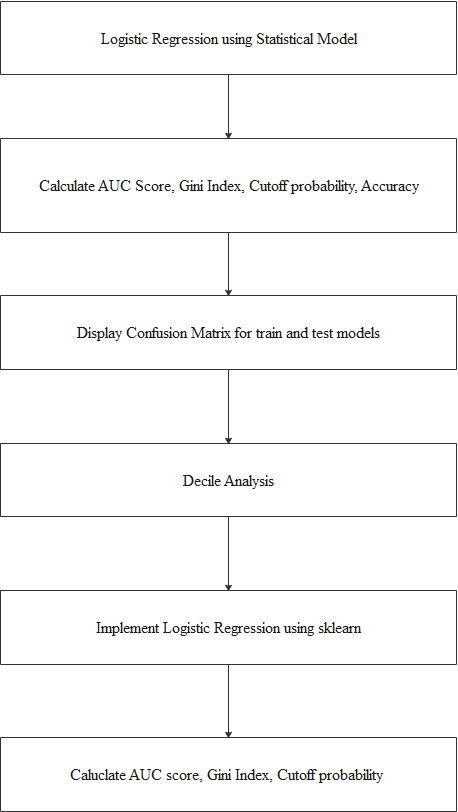 Logistic Regression using Statistical Model
Calculate AUC Score, Gini Index, Cutoff probability, Accuracy
Display Confusion Matrix for train and test models
Decile Analysis
Implement Logistic Regression using sklearn
Caluclate AUC score, Gini Index, Cutoff probability